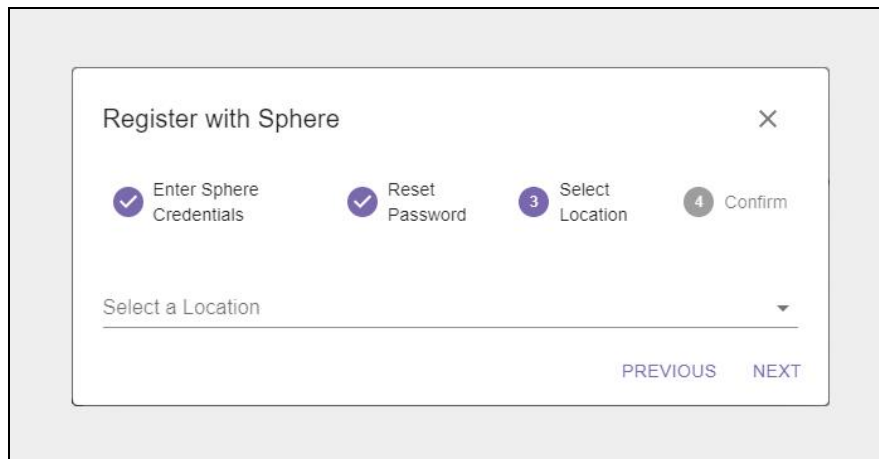 Register with Sphere
Enter Sphere
Credentials
Reset
Password
3
Select
Location
4
Confirm
Select a Location
PREVIOUS
NEXT